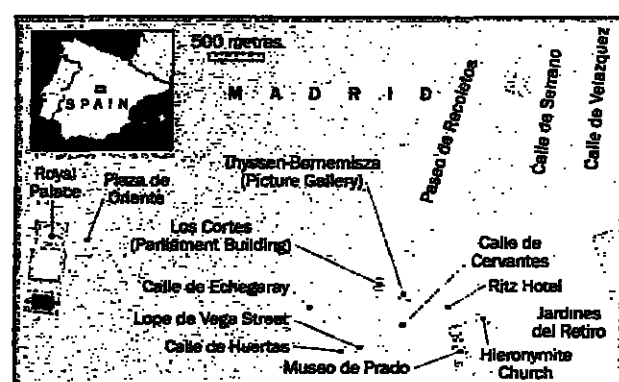 500 metres
SPAIN
MADRID
Paseo de Recoletos
Calle de Serrano
Calle de Velazquez
Thyssen-Bornemisza
(Picture Gallery)
Royal
Palace
Plaza de
Oriente
Los Cortes
(Parliament Building)
Calle de
Cervantes
Calle de Echegaray
Ritz Hotel
Lope de Vega Street
Jardines
del Retiro
Calle de Huertas
Museo de Prado
Hieronymite
Church